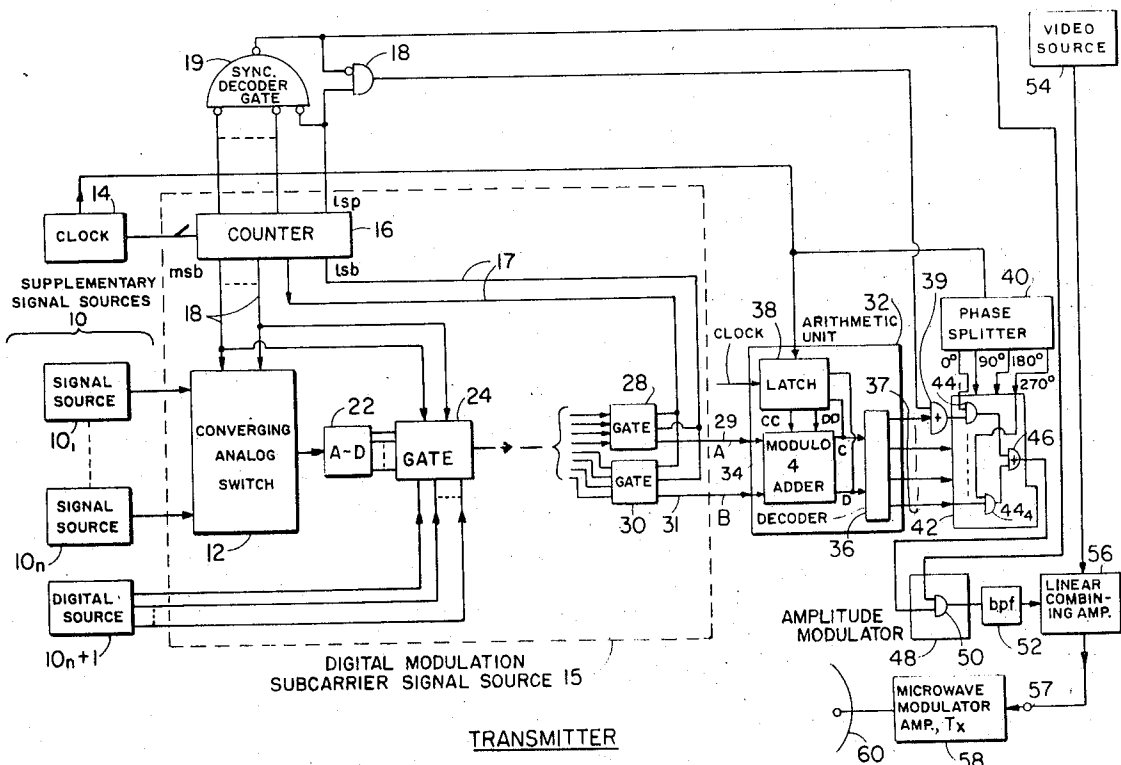 VIDEO
SOURCE
54
19
SYNC.
DECODER
GATE
18
14
CLOCK
lsp
COUNTER
16
msb
lsb
17
SUPPLEMENTARY
SIGNAL SOURCES
10
18
SIGNAL
SOURCE
10₁
SIGNAL
SOURCE
10n
DIGITAL
SOURCE
10n+1
CONVERGING
ANALOG
SWITCH
12
22
A-D
24
GATE
28
GATE
29
A
GATE
30
31
B
DIGITAL MODULATION
SUBCARRIER SIGNAL SOURCE 15
CLOCK
38
ARITHMETIC
UNIT
32
LATCH
CC
DD
34
MODULO
4
ADDER
C
D
DECODER
36
37
39
40
PHASE
SPLITTER
0°
90°
180°
270°
44₁
46
44₄
42
AMPLITUDE
MODULATOR
48
50
bpf
52
56
LINEAR
COMBIN-
ING AMP.
57
MICROWAVE
MODULATOR
AMP., Tx
58
60
TRANSMITTER